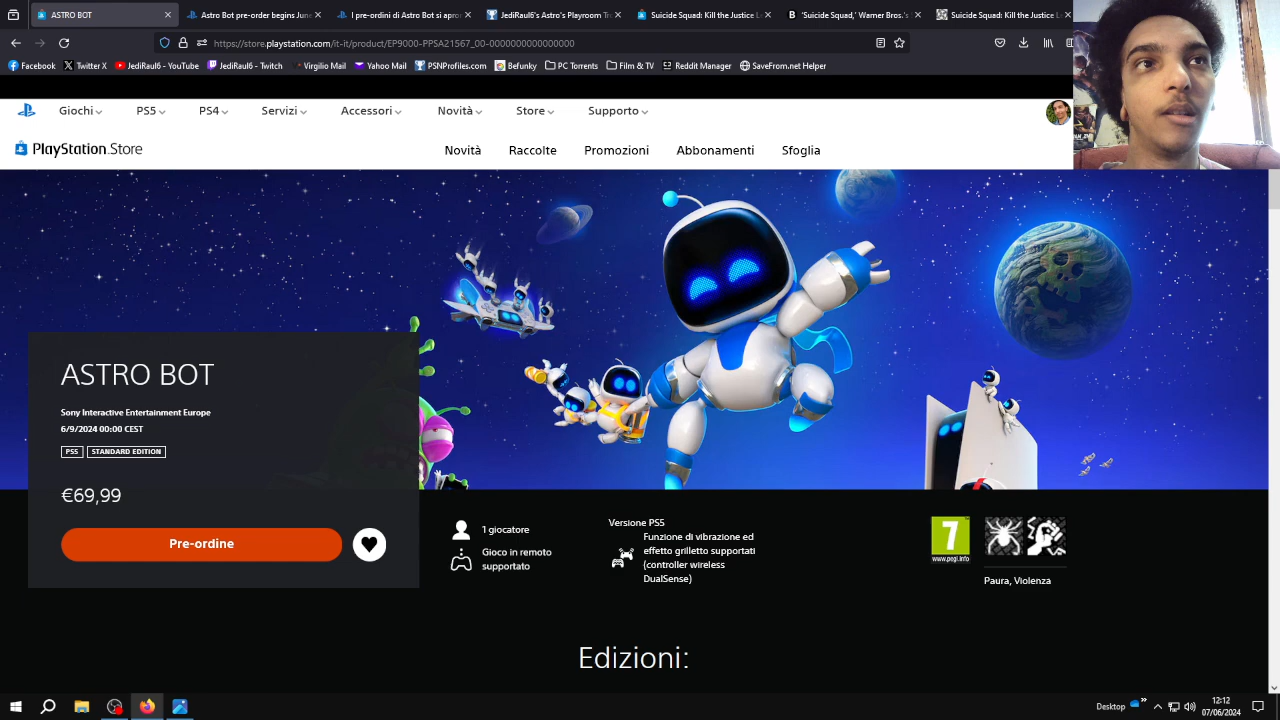 ASTRO BOT
Astro Bot pre-order begins June
I pre-ordini di Astro Bot si apro
JediRaul6's Astro's Playroom Tro
Suicide Squad: Kill the Justice L
'Suicide Squad,' Warner Bros.'s
Suicide Squad: Kill the Justice L
https://store.playstation.com/it-it/product/EP9000-PPSA21567_00-0000000000000000
Facebook Twitter X JediRaul6 - YouTube JediRaul6 - Twitch Virgilio Mail Yahoo Mail PSNProfiles.com Befunky PC Torrents Film & TV Reddit Manager SaveFrom.net Helper
Giochi PS5 PS4 Servizi Accessori Novità Store Supporto
PlayStation.Store
Novità Raccolte Promozioni Abbonamenti Sfoglia
ASTRO BOT
Sony Interactive Entertainment Europe
6/9/2024 00:00 CEST
PS5 STANDARD EDITION
€69,99
Pre-ordine
1 giocatore
Gioco in remoto
supportato
Versione PS5
Funzione di vibrazione ed
effetto grilletto supportati
(controller wireless
DualSense)
7
www.pegi.info
Paura, Violenza
Edizioni:
Desktop
12:12
07/06/2024